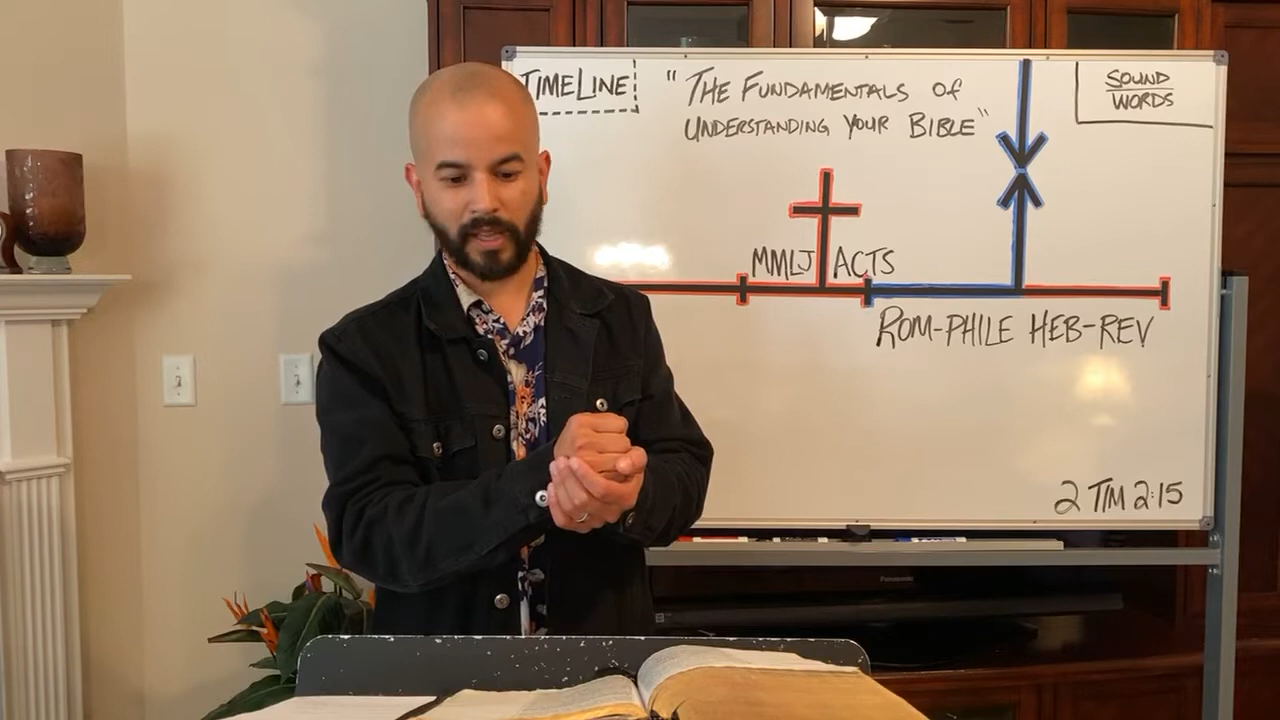 TIMELINE
"THE FUNDAMENTALS OF
UNDERSTANDING YOUR BIBLE"
SOUND
WORDS
MMLJ ACTS
ROM-PHILE HEB-REV
2 TIM 2:15
Panasonic